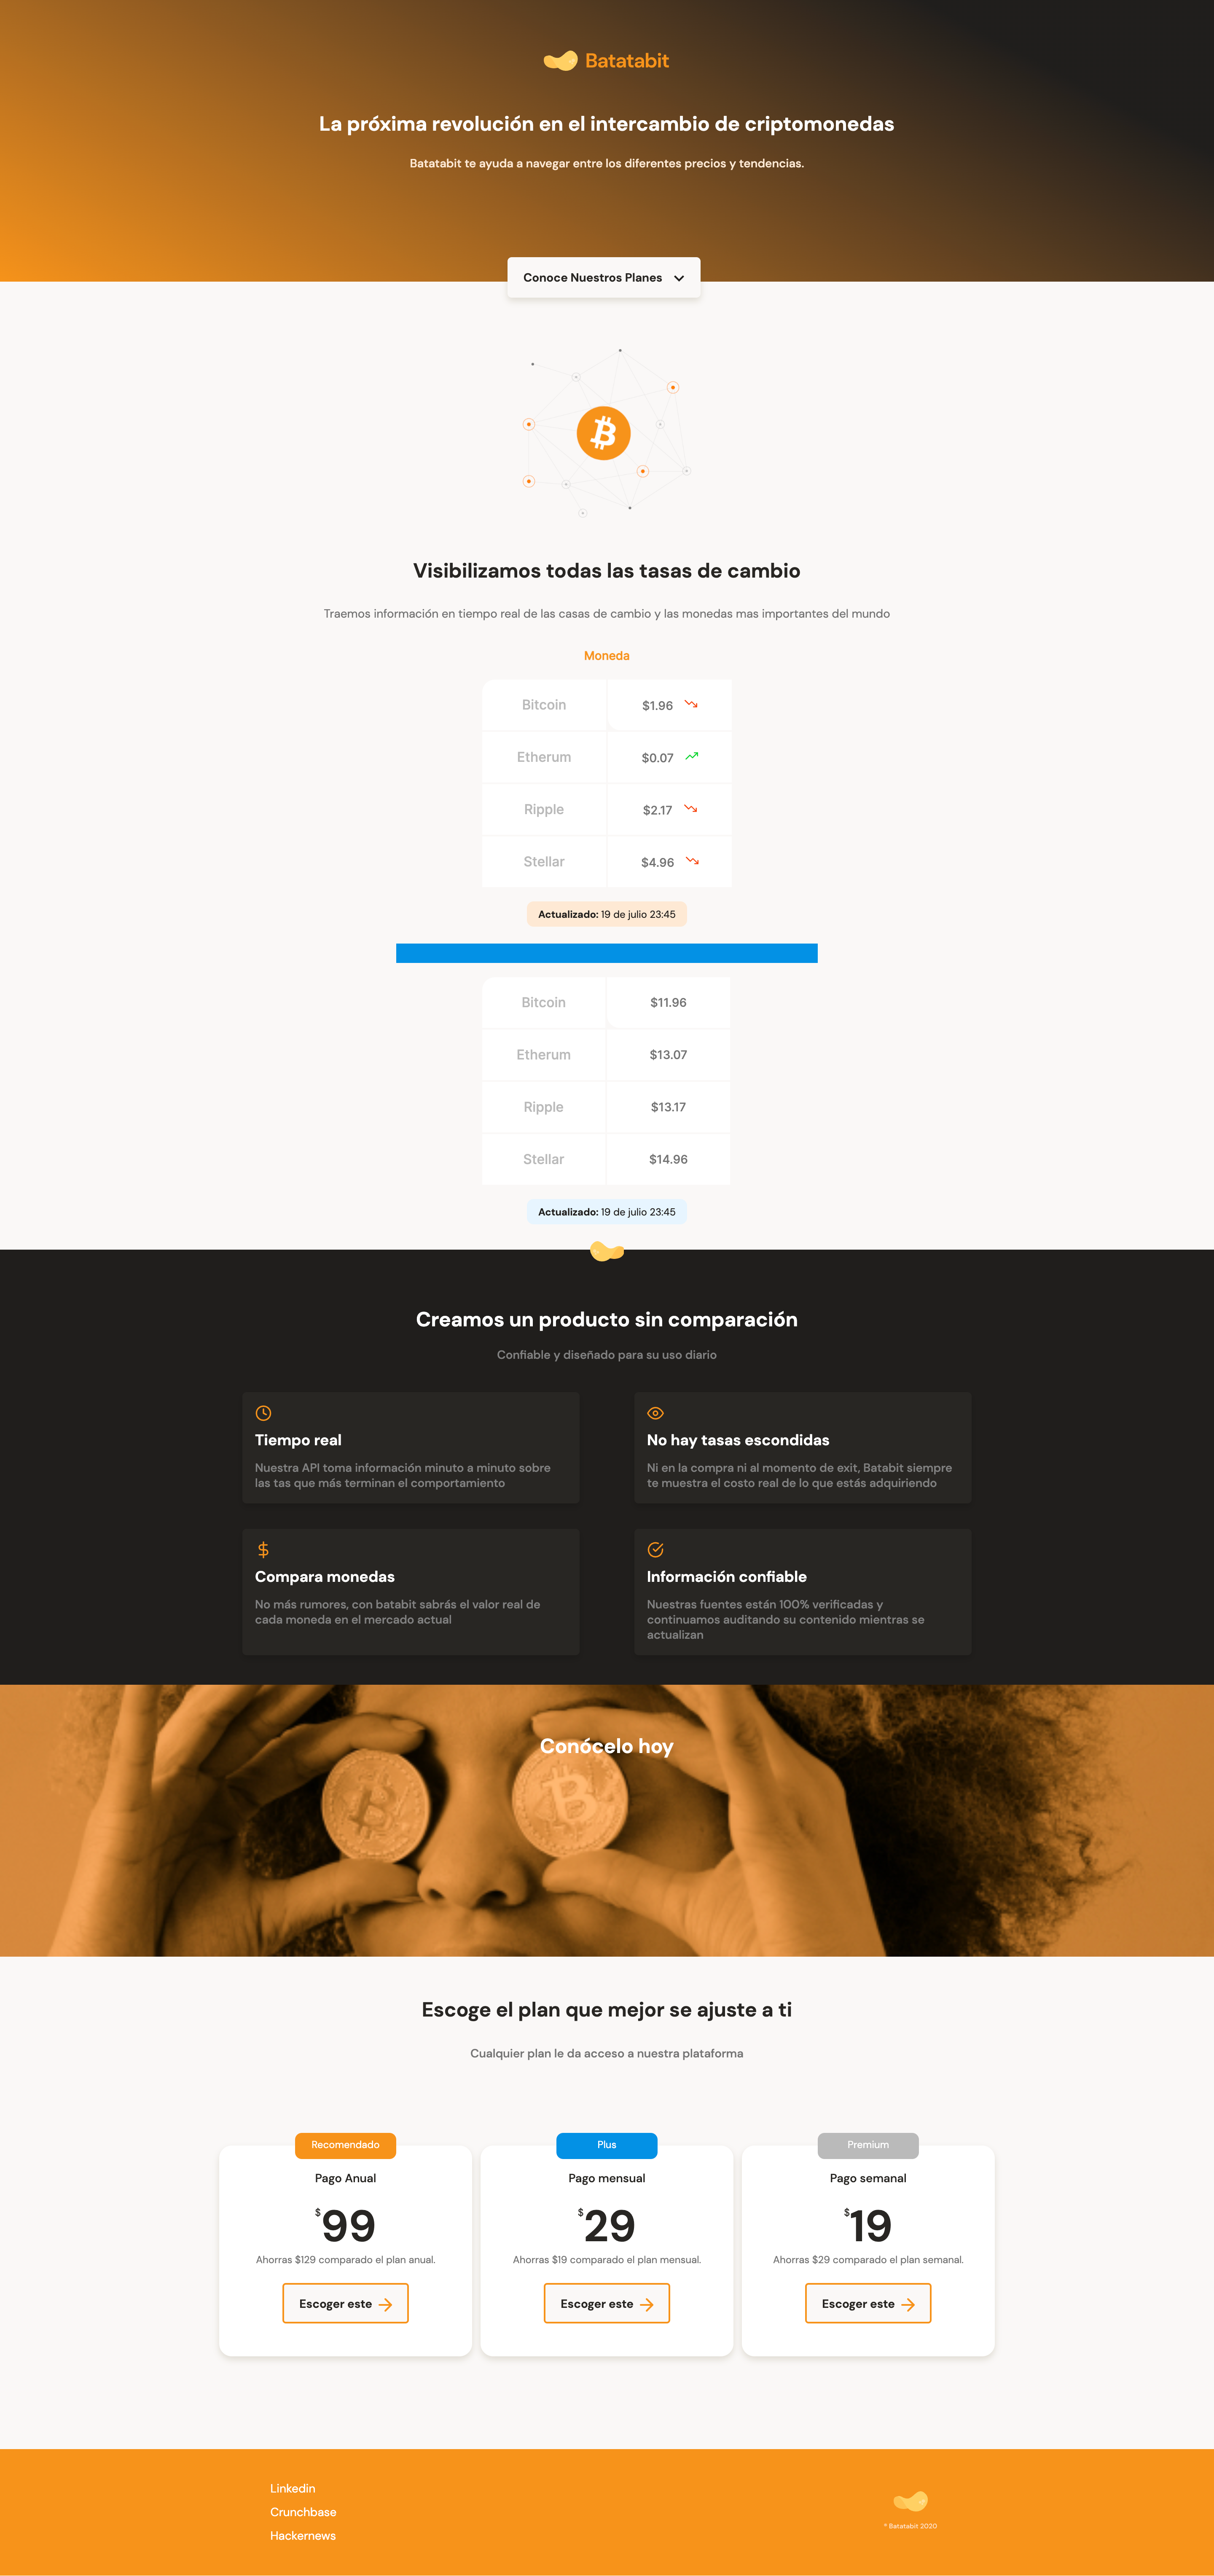 Batatabit
La próxima revolución en el intercambio de criptomonedas
Batatabit te ayuda a navegar entre los diferentes precios y tendencias.
Conoce Nuestros Planes
Visibilizamos todas las tasas de cambio
Traemos información en tiempo real de las casas de cambio y las monedas mas importantes del mundo
Moneda
Bitcoin $1.96
Etherum $0.07
Ripple $2.17
Stellar $4.96
Actualizado: 19 de julio 23:45
Bitcoin $11.96
Etherum $13.07
Ripple $13.17
Stellar $14.96
Actualizado: 19 de julio 23:45
Creamos un producto sin comparación
Confiable y diseñado para su uso diario
Tiempo real
Nuestra API toma información minuto a minuto sobre
las tas que más terminan el comportamiento
No hay tasas escondidas
Ni en la compra ni al momento de exit, Batabit siempre
te muestra el costo real de lo que estás adquiriendo
Compara monedas
No más rumores, con batabit sabrás el valor real de
cada moneda en el mercado actual
Información confiable
Nuestras fuentes están 100% verificadas y
continuamos auditando su contenido mientras se
actualizan
Conócelo hoy
Escoge el plan que mejor se ajuste a ti
Cualquier plan le da acceso a nuestra plataforma
Recomendado
Pago Anual
$99
Ahorras $129 comparado el plan anual.
Escoger este
Plus
Pago mensual
$29
Ahorras $19 comparado el plan mensual.
Escoger este
Premium
Pago semanal
$19
Ahorras $29 comparado el plan semanal.
Escoger este
Linkedin
Crunchbase
Hackernews
* Batatabit 2020